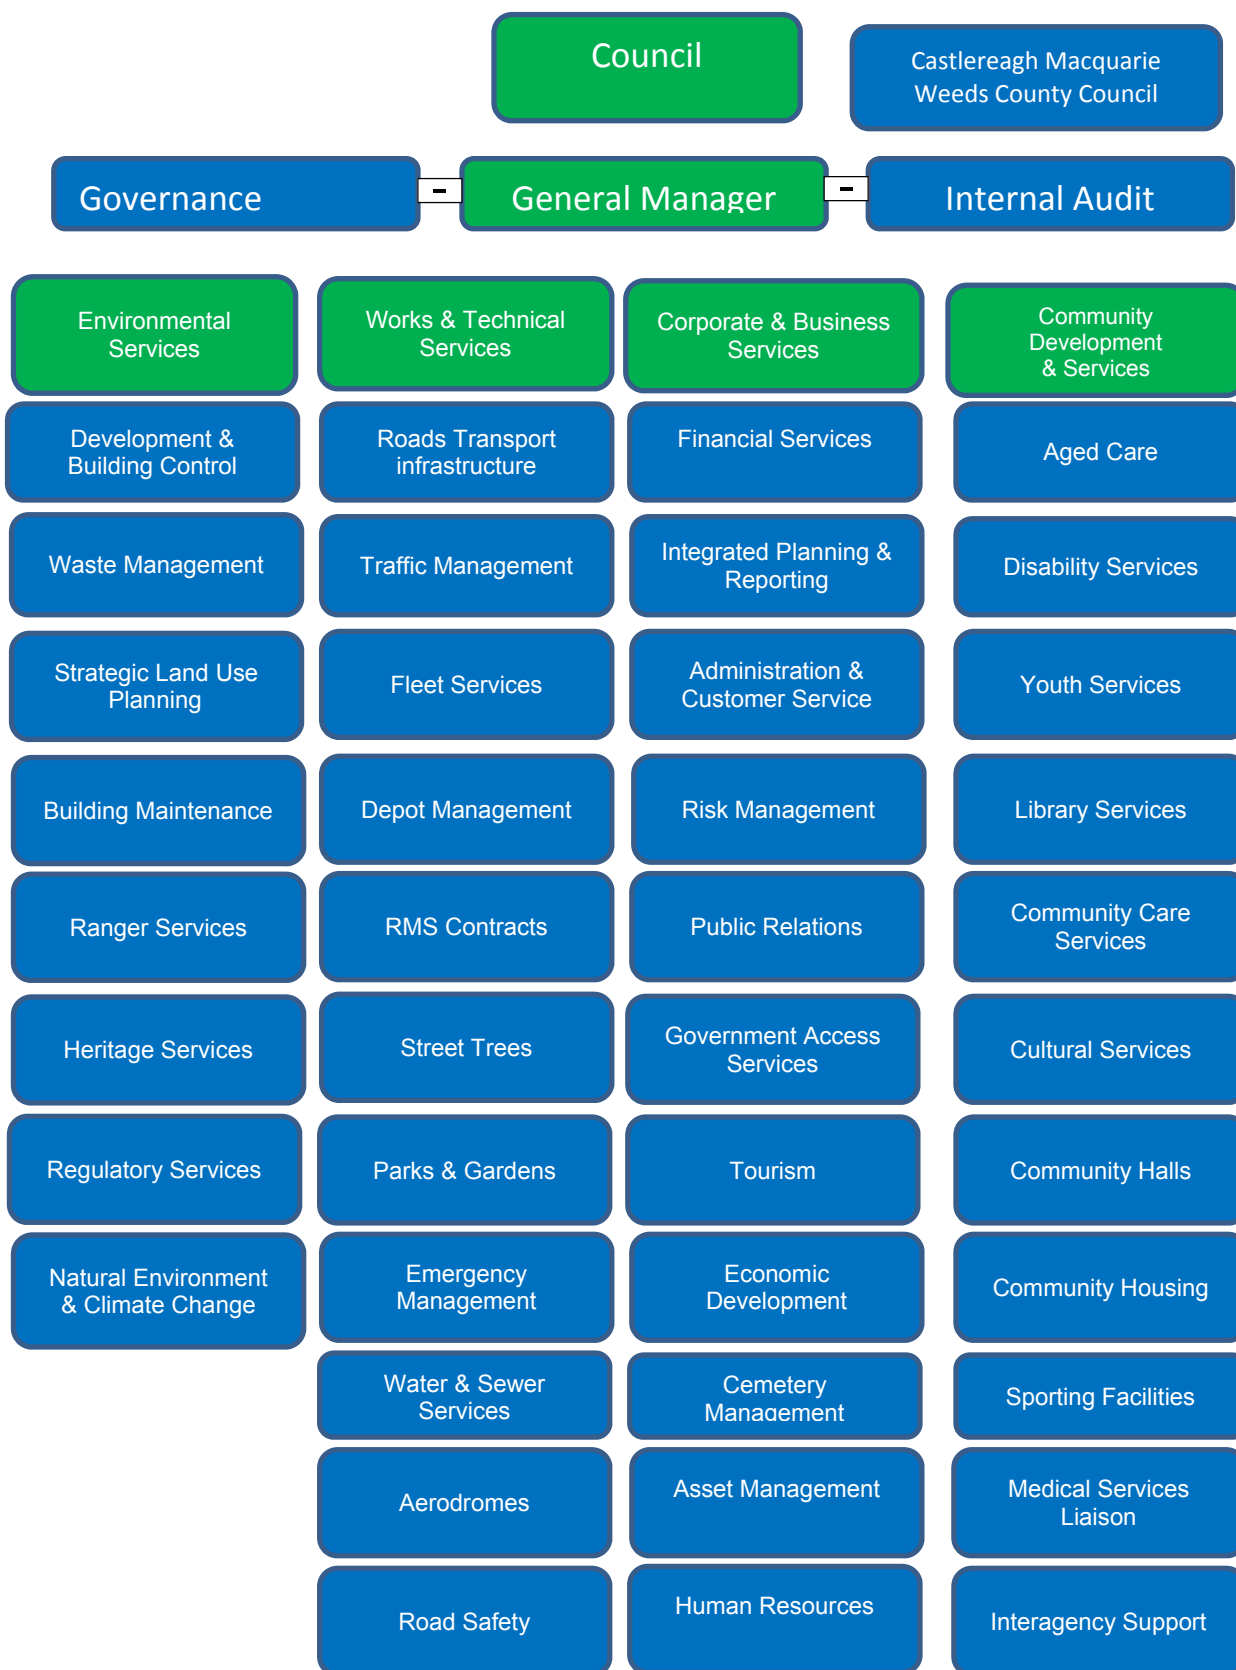 Council
Castlereagh Macquarie
Weeds County Council
Governance
-
General Manager
-
Internal Audit
Environmental
Services
Works & Technical
Services
Corporate & Business
Services
Community
Development
& Services
Development &
Building Control
Roads Transport
infrastructure
Financial Services
Aged Care
Waste Management
Traffic Management
Integrated Planning &
Reporting
Disability Services
Strategic Land Use
Planning
Fleet Services
Administration &
Customer Service
Youth Services
Building Maintenance
Depot Management
Risk Management
Library Services
Ranger Services
RMS Contracts
Public Relations
Community Care
Services
Heritage Services
Street Trees
Government Access
Services
Cultural Services
Regulatory Services
Parks & Gardens
Tourism
Community Halls
Natural Environment
& Climate Change
Emergency
Management
Economic
Development
Community Housing
Water & Sewer
Services
Cemetery
Management
Sporting Facilities
Aerodromes
Asset Management
Medical Services
Liaison
Road Safety
Human Resources
Interagency Support